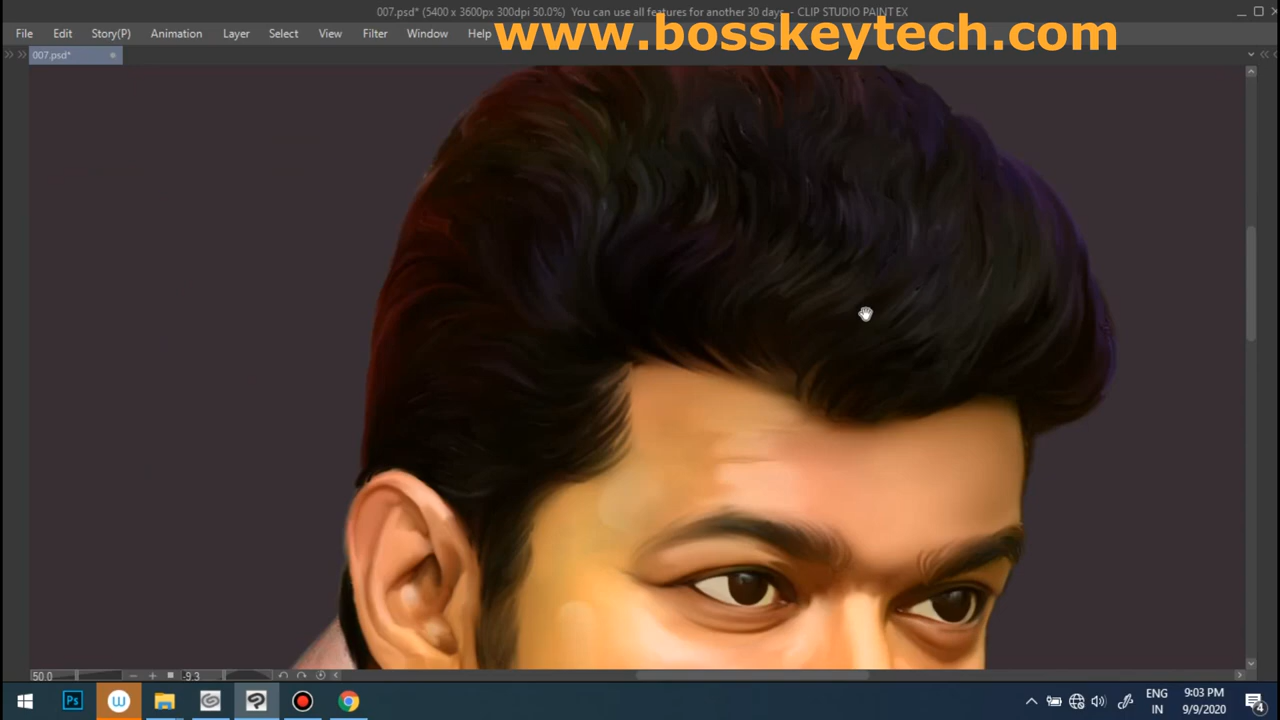 007.psd* (5400 x 3600px 300dpi 50.0%) You can use all features for another 30 days. - CLIP STUDIO PAINT EX
www.bosskeytech.com
File Edit Story(P) Animation Layer Select View Filter Window Help
007.psd*
50.0 -9.3
Ps w ENG 9:03 PM
IN 9/9/2020 4